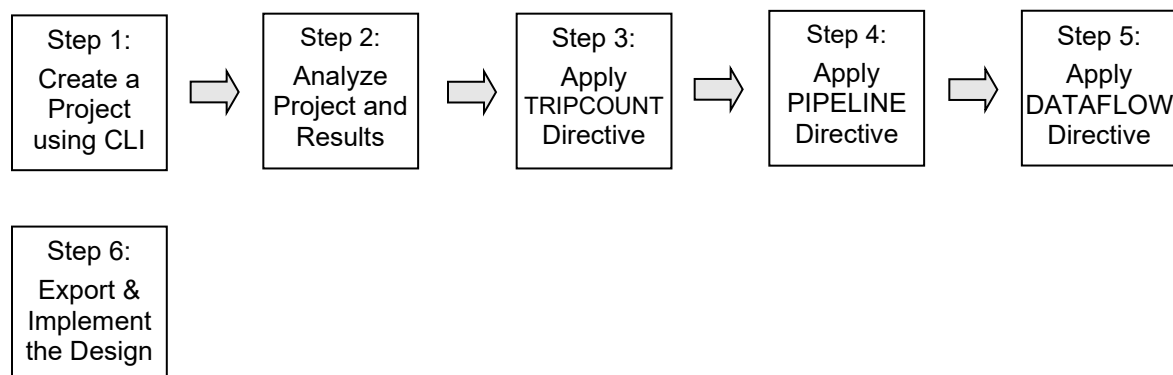 Step 1:
Create a
Project
using CLI
Step 2:
Analyze
Project and
Results
Step 3:
Apply
TRIPCOUNT
Directive
Step 4:
Apply
PIPELINE
Directive
Step 5:
Apply
DATAFLOW
Directive
Step 6:
Export &
Implement
the Design